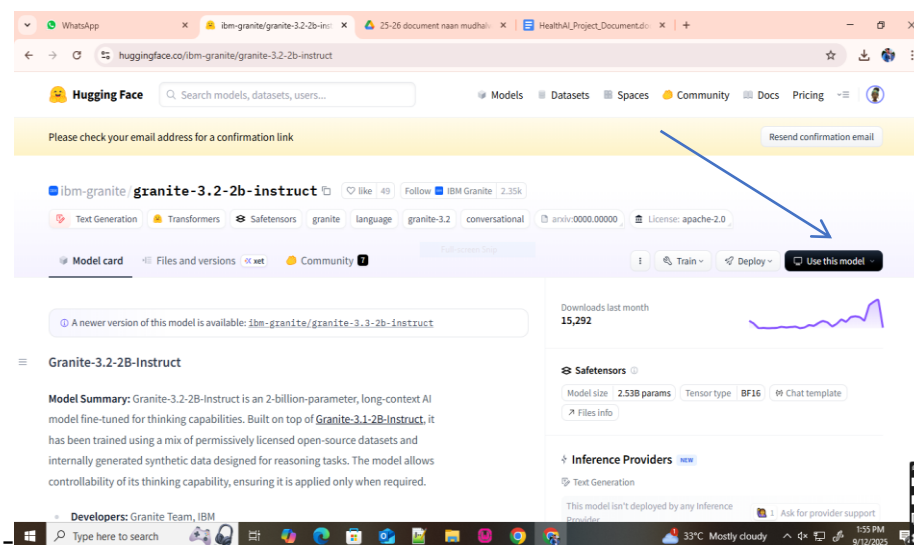 WhatsApp
ibm-granite/granite-3.2-2b-inst
25-26 document naan mudhal
HealthAI_Project_Document.do
huggingface.co/ibm-granite/granite-3.2-2b-instruct
Hugging Face Search models, datasets, users... Models Datasets Spaces Community Docs Pricing
Please check your email address for a confirmation link Resend confirmation email
ibm-granite/granite-3.2-2b-instruct like 49 Follow IBM Granite 2.35k
Text Generation Transformers Safetensors granite language granite-3.2 conversational arxiv:0000.00000 License: apache-2.0
Model card Files and versions xet Community 7 Train Deploy Use this model
A newer version of this model is available: ibm-granite/granite-3.3-2b-instruct
Granite-3.2-2B-Instruct
Model Summary: Granite-3.2-2B-Instruct is an 2-billion-parameter, long-context AI
model fine-tuned for thinking capabilities. Built on top of Granite-3.1-2B-Instruct, it
has been trained using a mix of permissively licensed open-source datasets and
internally generated synthetic data designed for reasoning tasks. The model allows
controllability of its thinking capability, ensuring it is applied only when required.
Developers: Granite Team, IBM
Downloads last month
15,292
Safetensors
Model size 2.53B params Tensor type BF16 Chat template
Files info
Inference Providers NEW
Text Generation
This model isn't deployed by any Inference
Provider. 1 Ask for provider support
Type here to search 33°C Mostly cloudy 1:55 PM
9/12/2025